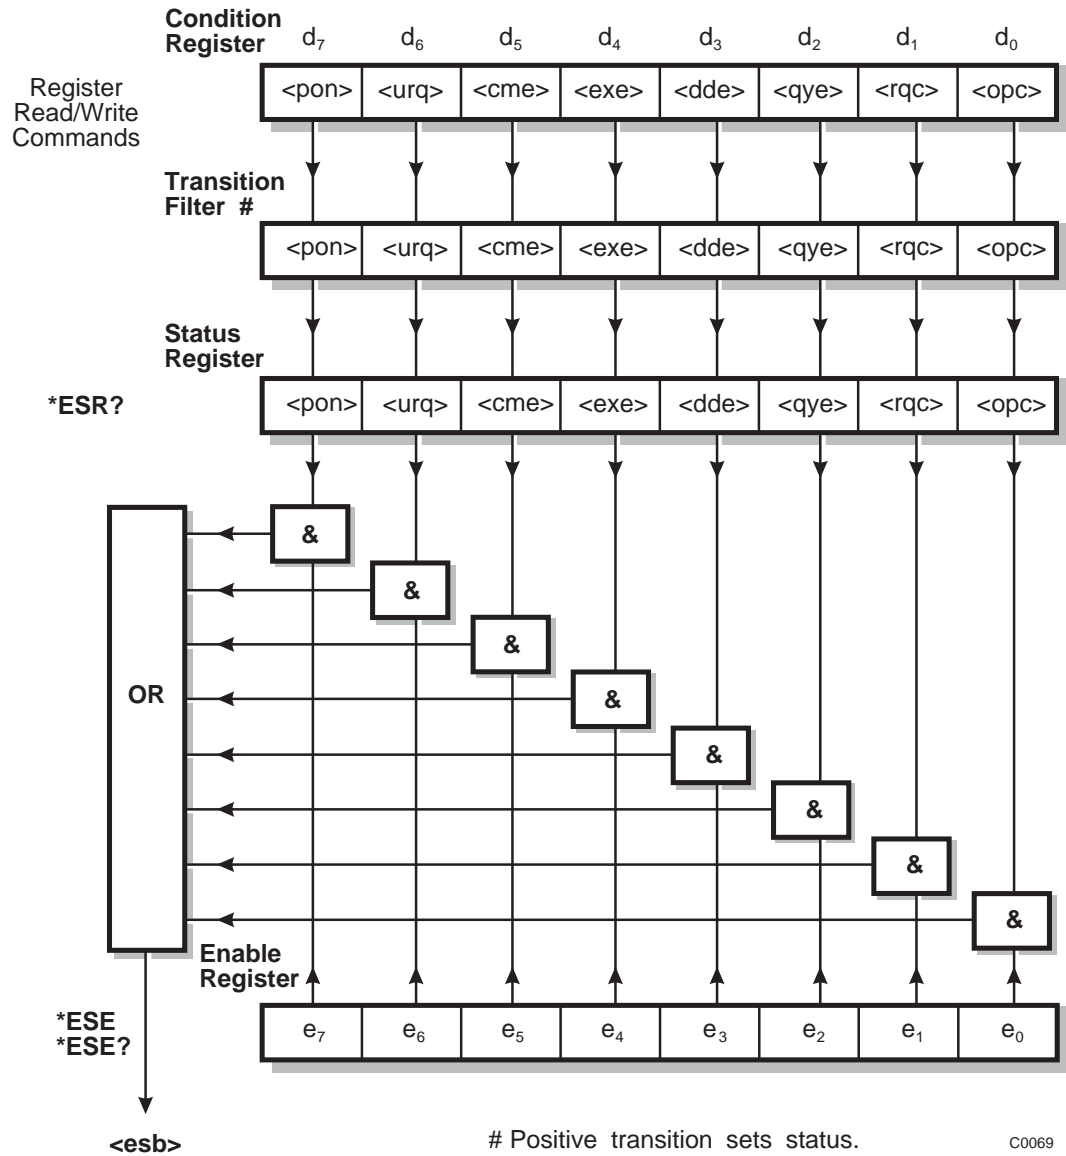 Condition
Register d7 d6 d5 d4 d3 d2 d1 d0
Register
Read/Write
Commands
<pon> <urq> <cme> <exe> <dde> <qye> <rqc> <opc>
Transition
Filter #
<pon> <urq> <cme> <exe> <dde> <qye> <rqc> <opc>
Status
Register
*ESR?
<pon> <urq> <cme> <exe> <dde> <qye> <rqc> <opc>
&
&
&
OR
&
&
&
&
&
Enable
Register
*ESE
*ESE?
e7 e6 e5 e4 e3 e2 e1 e0
<esb>
# Positive transition sets status.
C0069